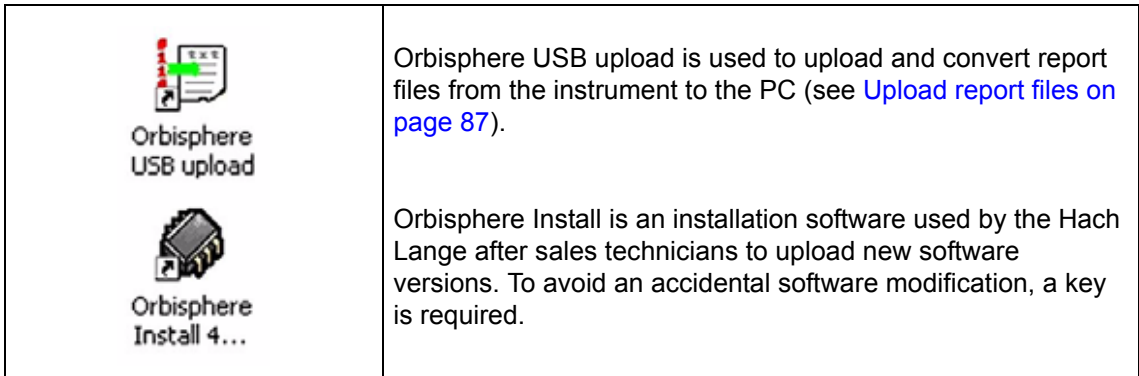 Orbisphere
USB upload
Orbisphere USB upload is used to upload and convert report
files from the instrument to the PC (see Upload report files on
page 87).
Orbisphere
Install 4...
Orbisphere Install is an installation software used by the Hach
Lange after sales technicians to upload new software
versions. To avoid an accidental software modification, a key
is required.